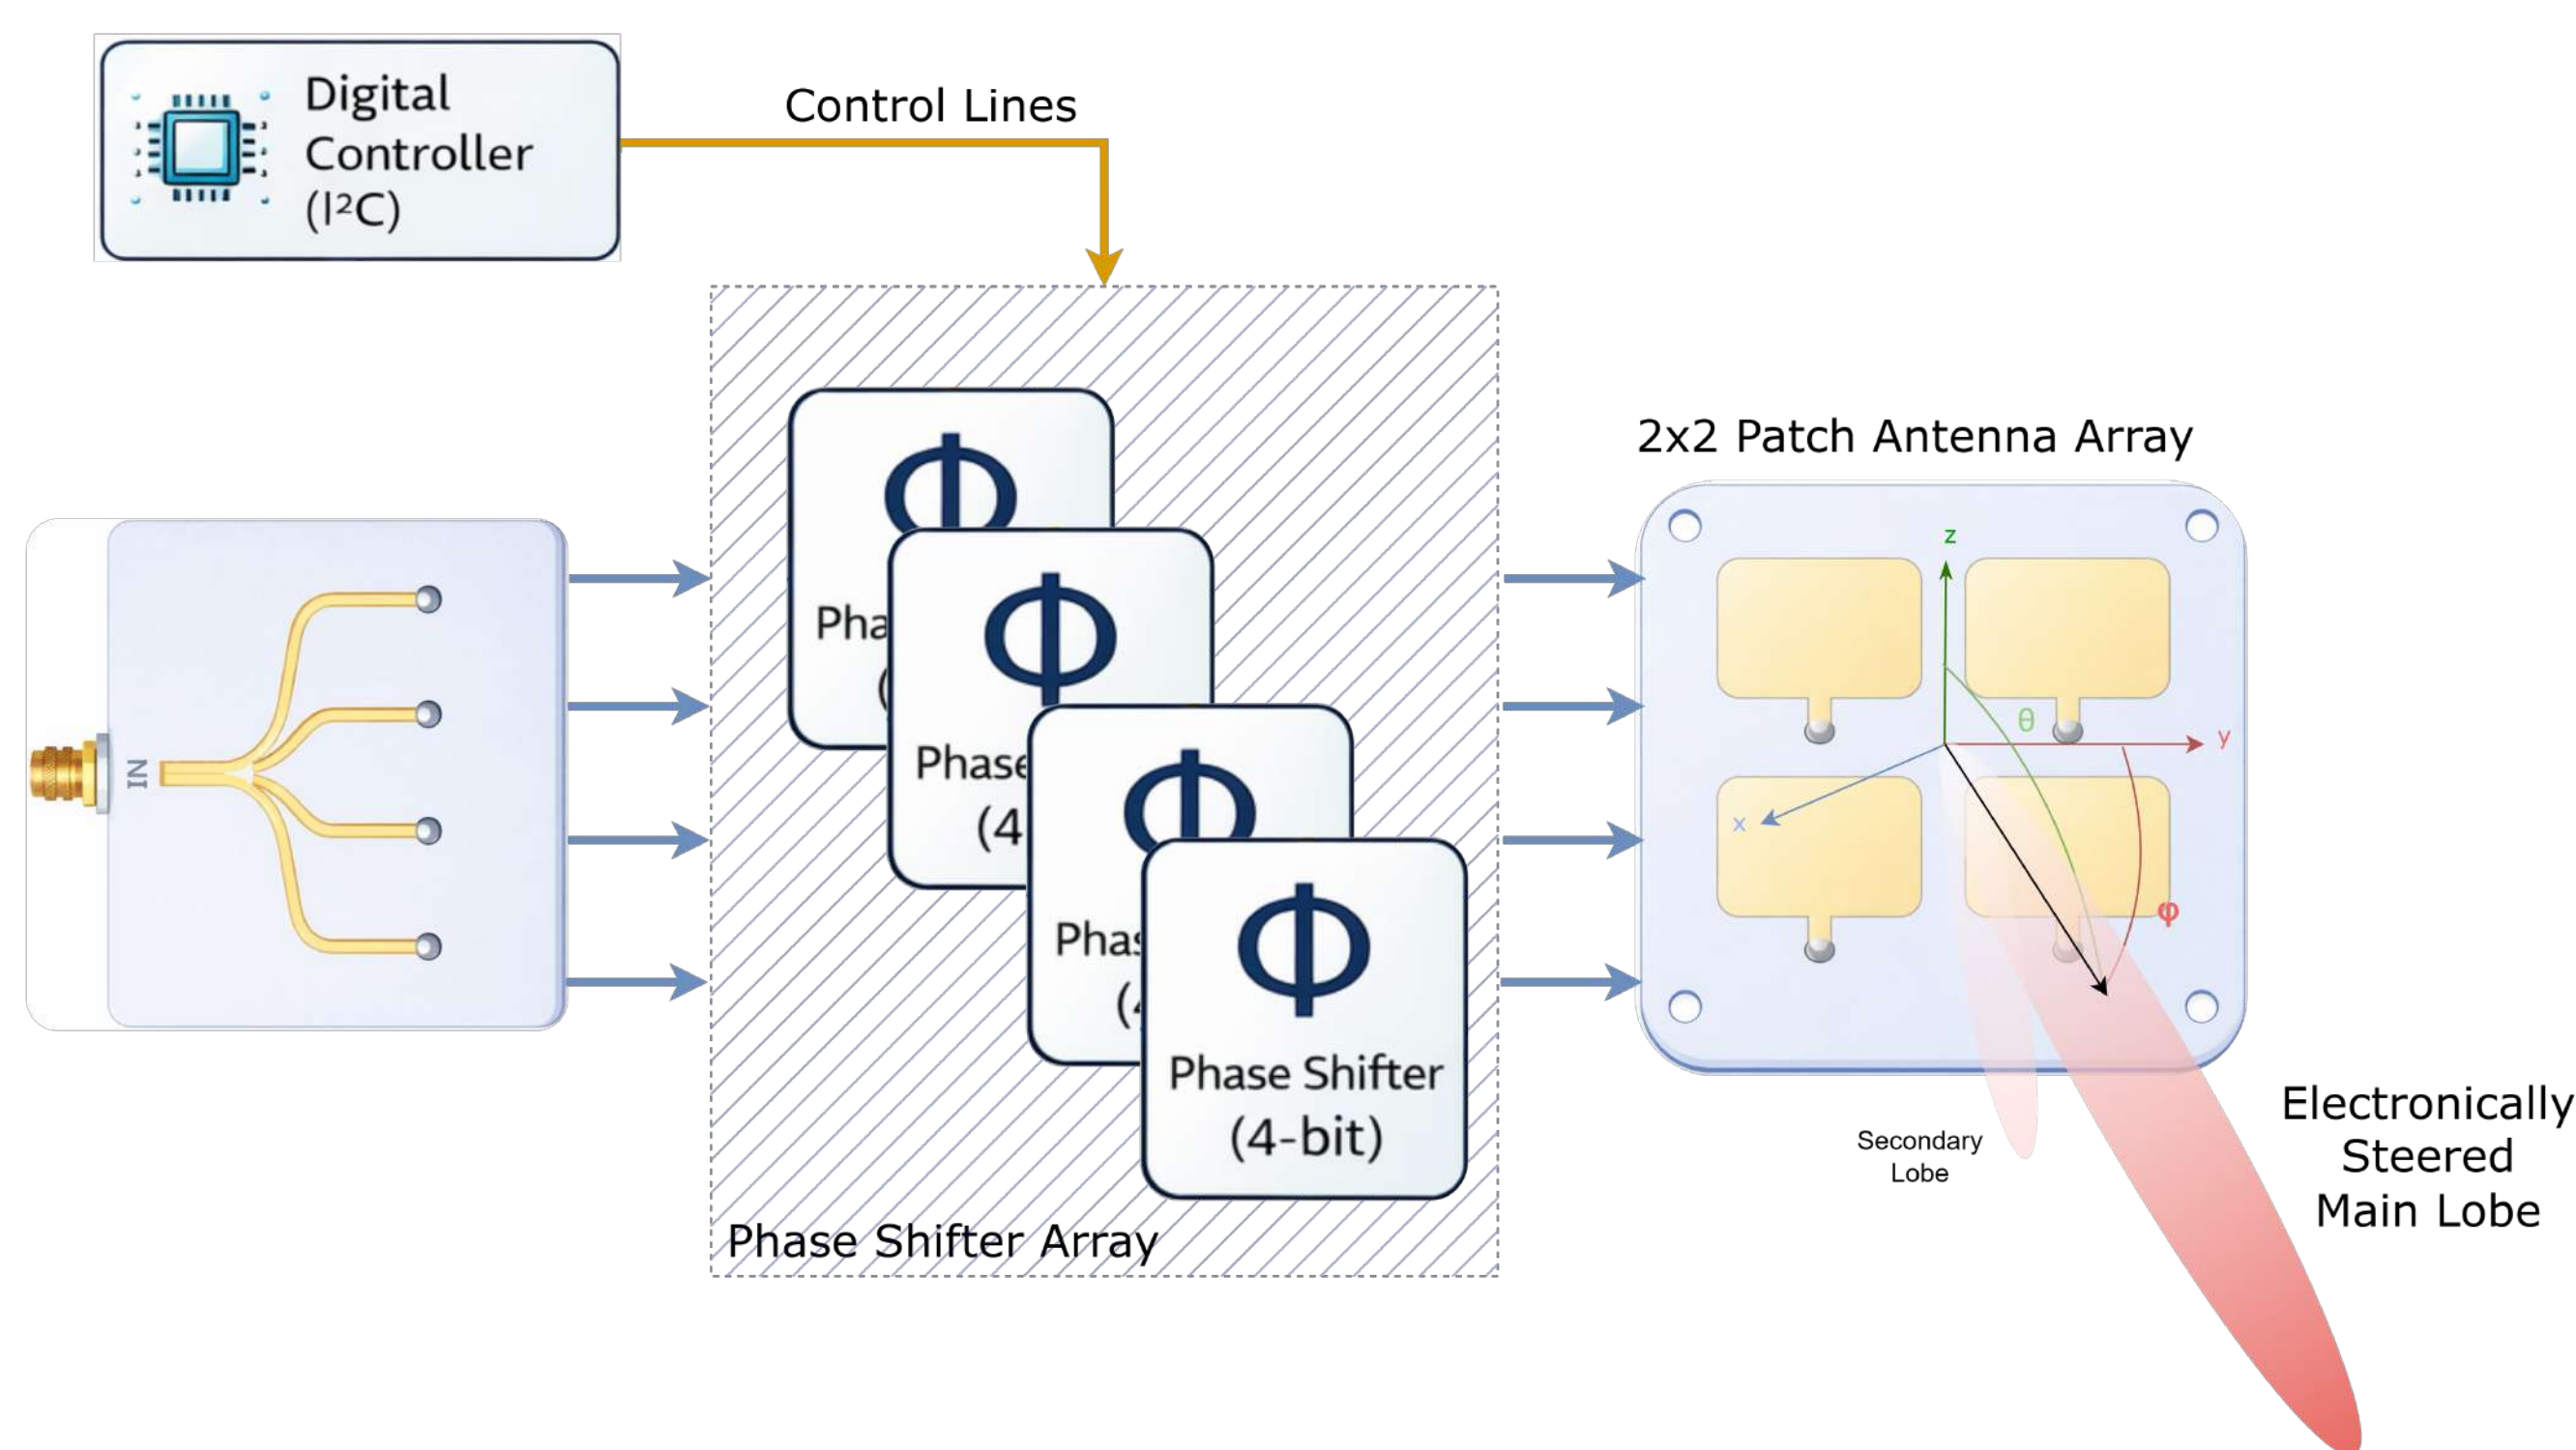 Digital
Controller
(I²C)
Control Lines
2x2 Patch Antenna Array
IN
Φ
Pha
(
Φ
Phase
(4
Φ
Phas
(4
Φ
Phase Shifter
(4-bit)
Phase Shifter Array
z
θ
y
x
φ
Secondary
Lobe
Electronically
Steered
Main Lobe